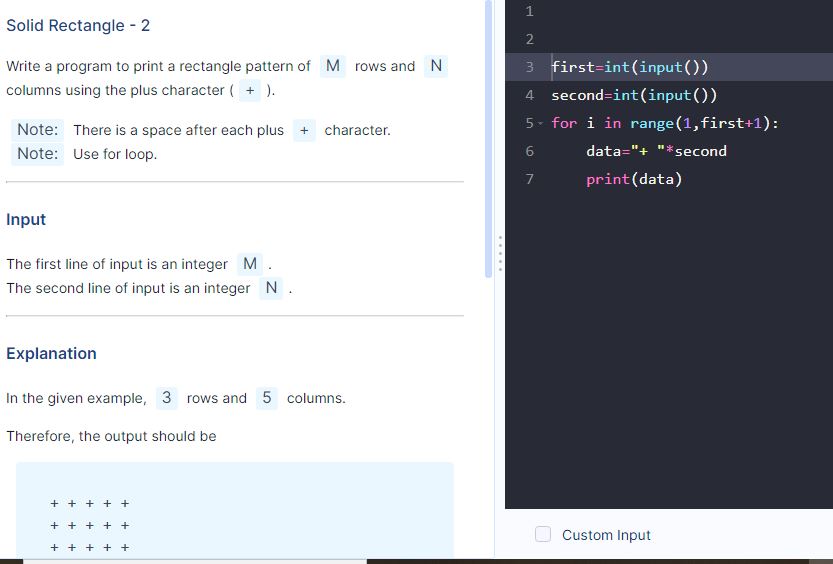 Solid Rectangle - 2
Write a program to print a rectangle pattern of M rows and N
columns using the plus character ( + ).
Note: There is a space after each plus + character.
Note: Use for loop.
Input
The first line of input is an integer M .
The second line of input is an integer N .
Explanation
In the given example, 3 rows and 5 columns.
Therefore, the output should be
+ + + + +
+ + + + +
+ + + + +
1
2
3 first=int(input())
4 second=int(input())
5 for i in range(1,first+1):
6     data="+ "*second
7     print(data)
Custom Input